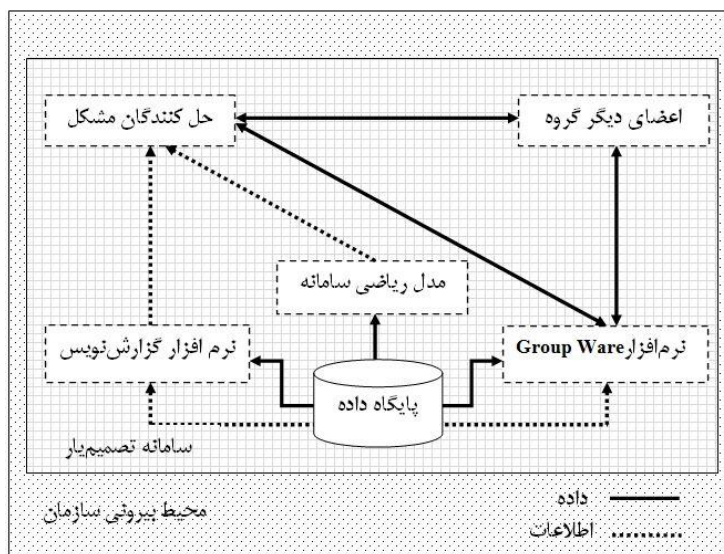 اعضای دیگر گروه
حل کنندگان مشکل
مدل ریاضی سامانه
نرم‌افزار Group Ware
نرم افزار گزارش‌نویس
پایگاه داده
سامانه تصمیم‌یار
داده
اطلاعات
محیط بیرونی سازمان